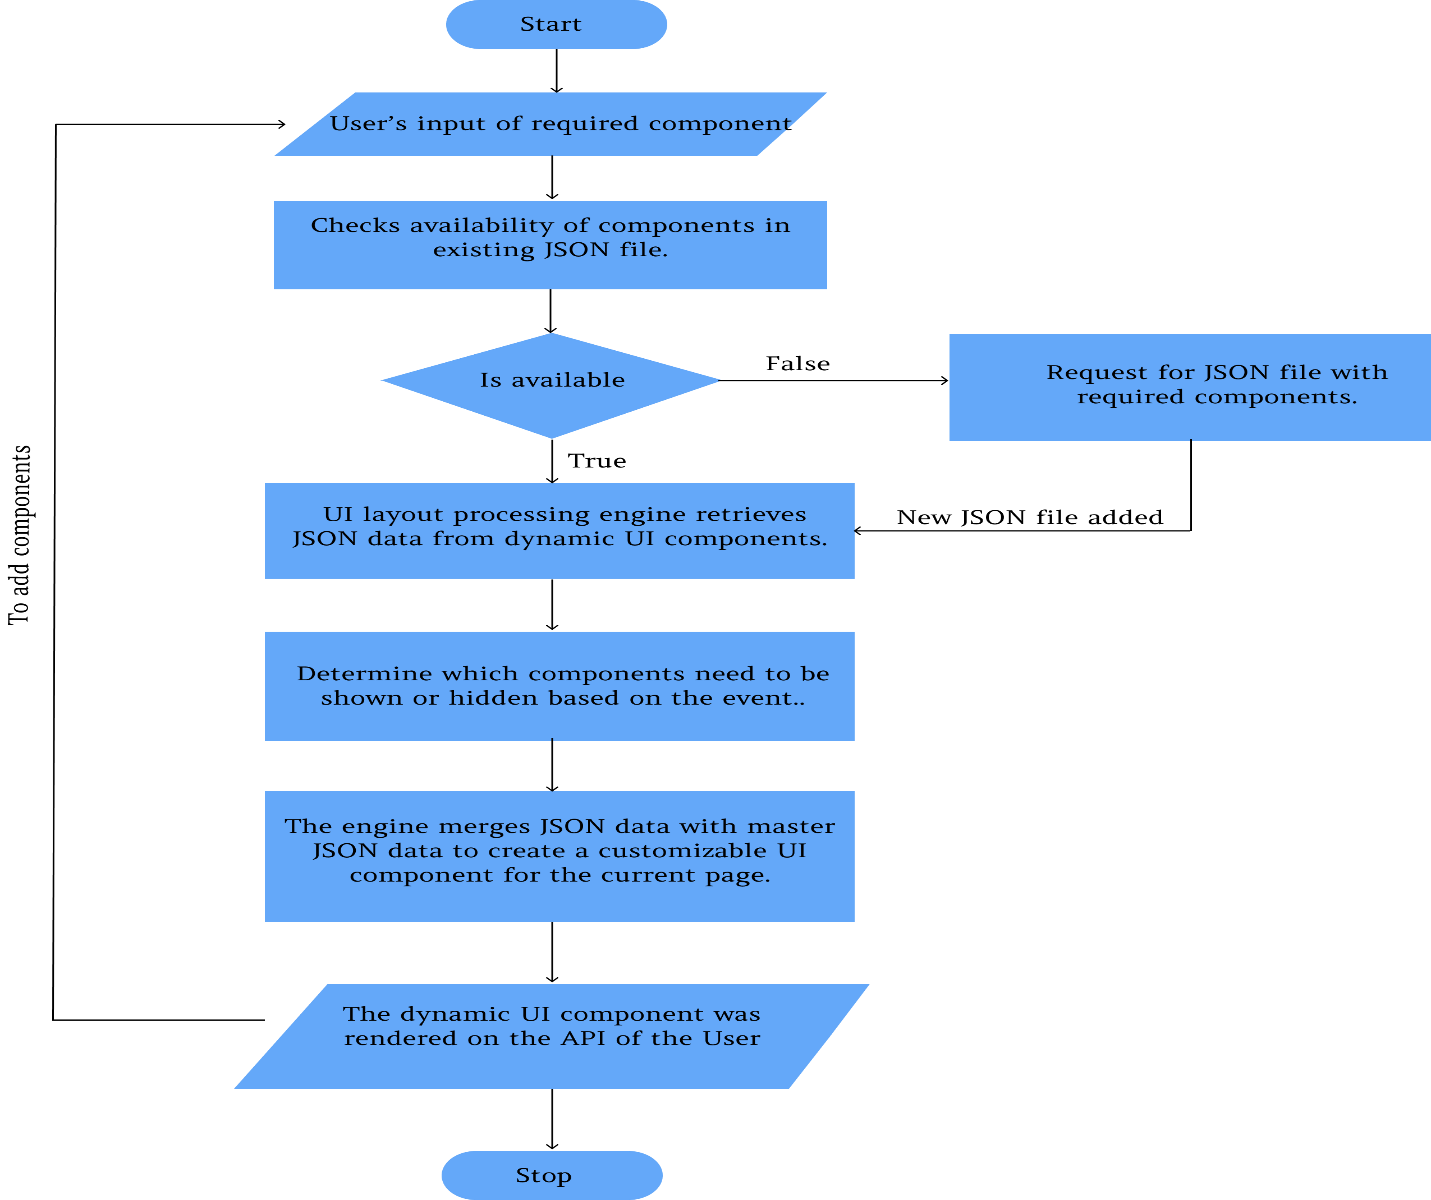 Start
User’s input of required component
Checks availability of components in
existing JSON file.
Is available
False
Request for JSON file with
required components.
True
UI layout processing engine retrieves
JSON data from dynamic UI components.
New JSON file added
To add components
Determine which components need to be
shown or hidden based on the event..
The engine merges JSON data with master
JSON data to create a customizable UI
component for the current page.
The dynamic UI component was
rendered on the API of the User
Stop